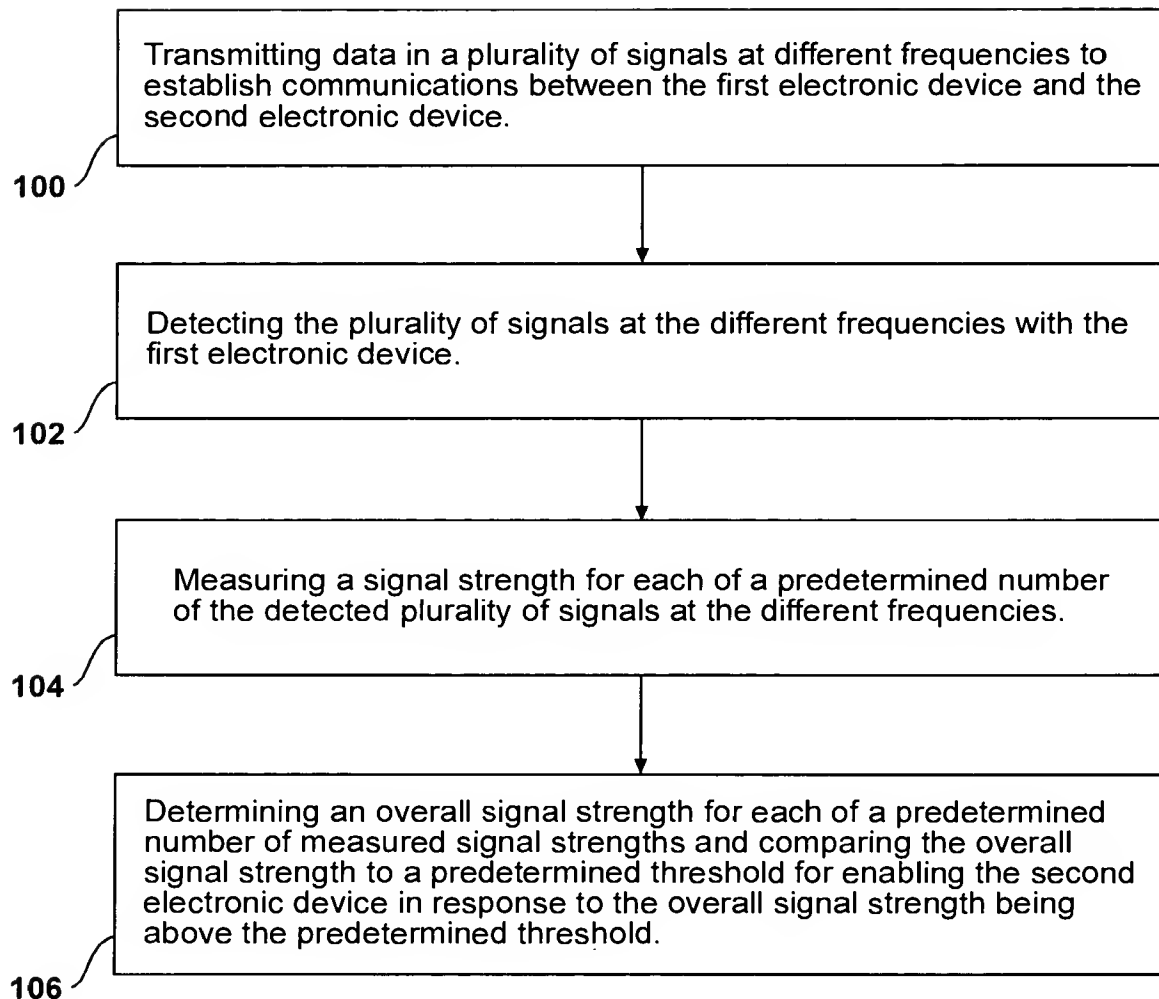 Transmitting data in a plurality of signals at different frequencies to
establish communications between the first electronic device and the
second electronic device.
100
Detecting the plurality of signals at the different frequencies with the
first electronic device.
102
Measuring a signal strength for each of a predetermined number
of the detected plurality of signals at the different frequencies.
104
Determining an overall signal strength for each of a predetermined
number of measured signal strengths and comparing the overall
signal strength to a predetermined threshold for enabling the second
electronic device in response to the overall signal strength being
above the predetermined threshold.
106